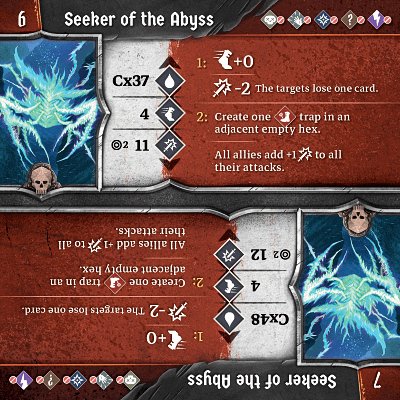 6 Seeker of the Abyss
1: +0
Cx37
-2 The targets lose one card.
4
2: Create one trap in an
adjacent empty hex.
2 11
All allies add +1 to all
their attacks.
7 Seeker of the Abyss
1: +0
Cx48
-2 The targets lose one card.
4
2: Create one trap in an
adjacent empty hex.
2 12
All allies add +1 to all
their attacks.